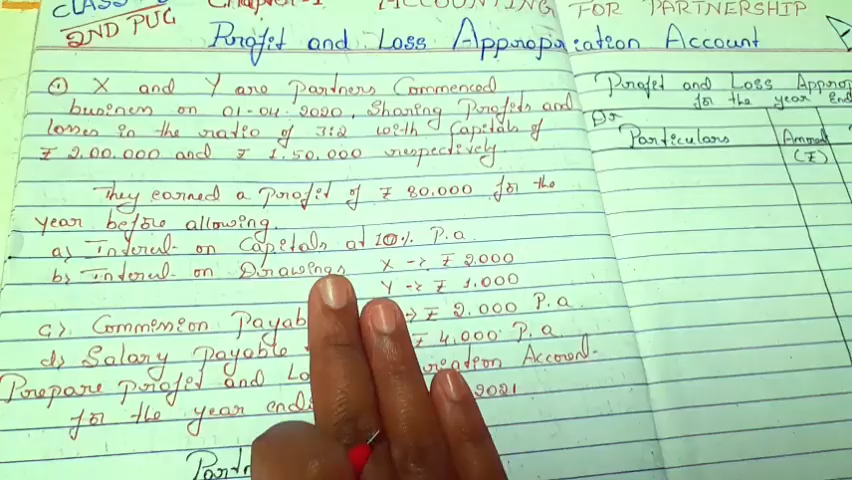 CLASS
2ND PUC
Chapter-1 ACCOUNTING FOR PARTNERSHIP
Profit and Loss Appropriation Account
X and Y are Partners Commenced
business on 01-04-2020, Sharing Profits and
losses in the ratio of 3:2 with Capitals of
₹ 2,00,000 and ₹ 1,50,000 respectively.
They earned a profit of ₹ 80,000 for the
year before allowing.
a) Interest on Capitals at 10% P.a
b) Interest on Drawings X -> ₹ 2,000
Y -> ₹ 1,000
c) Commission Payab -> ₹ 2,000 P.a
d) Salary payable ₹ 4,000 P.a
Prepare profit and Lo riation Account
for the year end 2021
Partn
Profit and Loss Appro
for the year end
Dr
Particulars Amount
(₹)